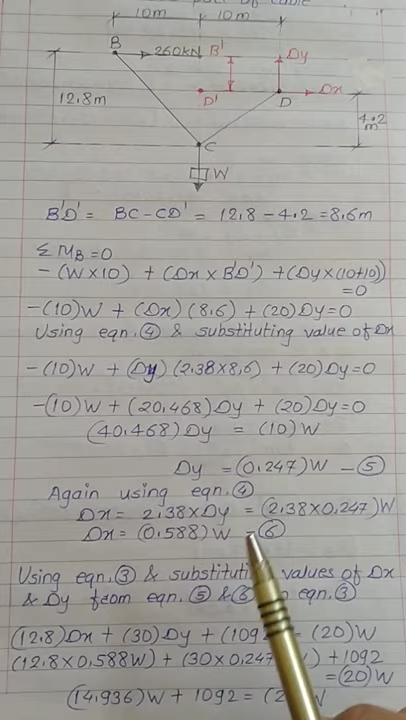 of cable
10m 10m
B 260KN B' Dy
12.8m D' D Dx
4.2 m
C
W
B'D' = BC-CD' = 12.8-4.2 = 8.6m
ΣMB=0
-(W×10) + (Dx×B'D') + (Dy×(10+10))
=0
-(10)W + (Dx)(8.6) + (20)Dy=0
Using eqn.④ & substituting value of Dx
-(10)W + (Dy)(2.38×8.6) + (20)Dy=0
-(10)W + (20.468)Dy + (20)Dy=0
(40.468)Dy = (10)W
Dy = (0.247)W -⑤
Again using eqn.④
Dx= 2.38×Dy = (2.38×0.247)W
Dx= (0.588)W -⑥
Using eqn.③ & values of Dx
& Dy from eqn.⑤ & ⑥ eqn.③
(12.8)Dx + (30)Dy + (1092 = (20)W
(12.8×0.588W) + (30×0.247 ) + 1092
= (20)W
(14.936)W + 1092 = W